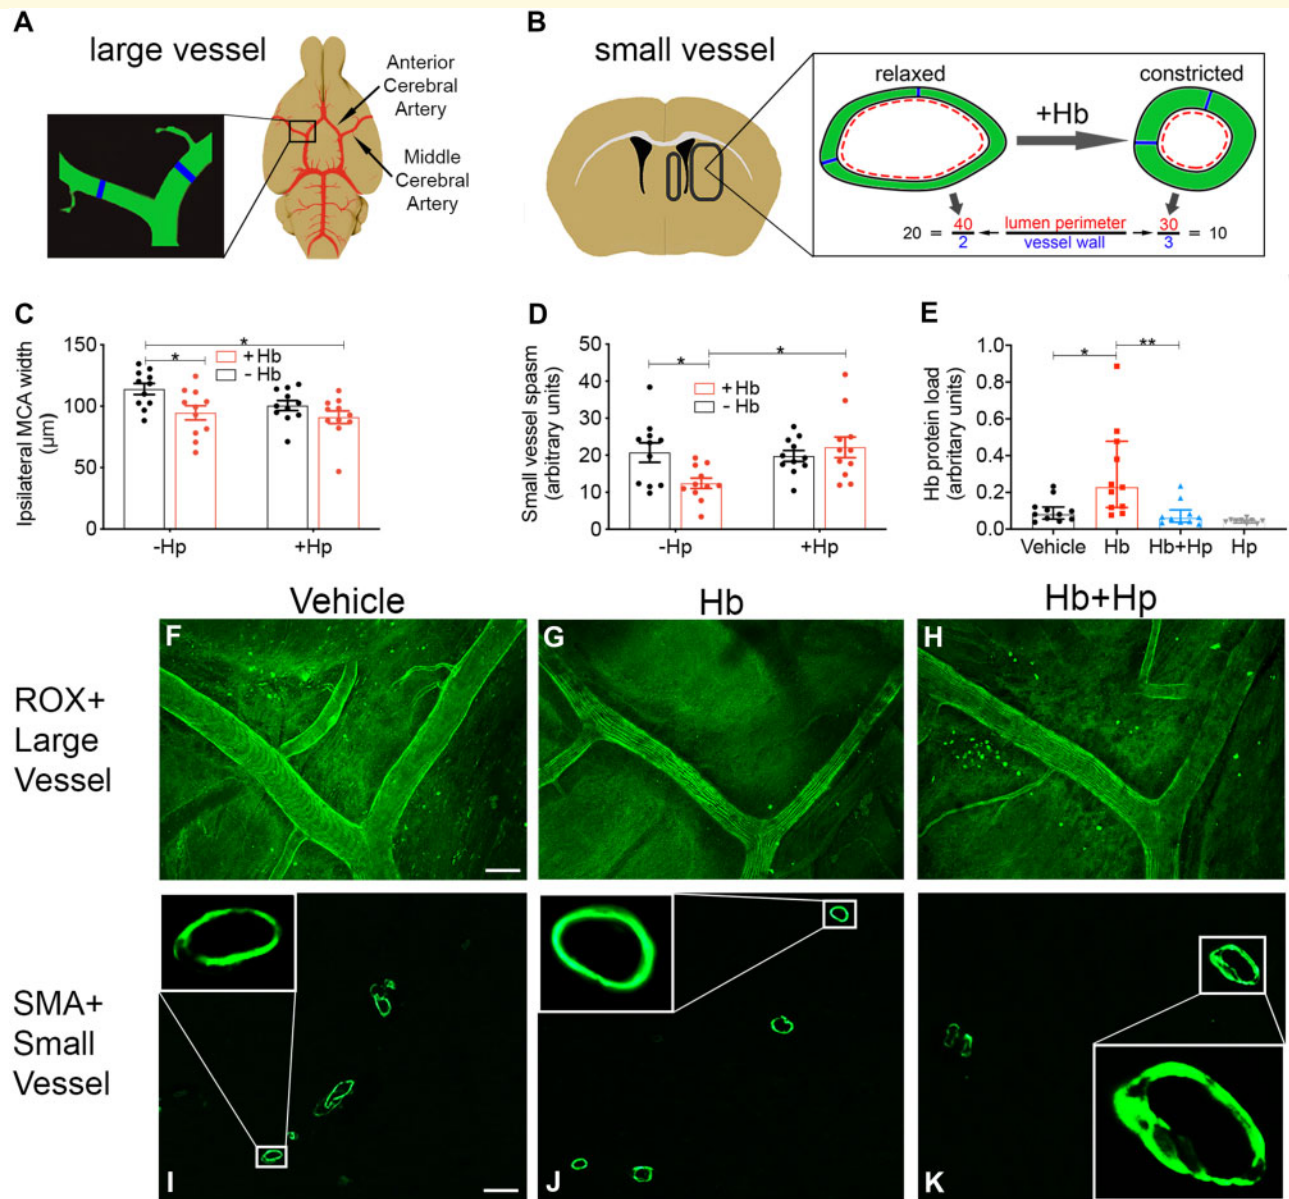 A
large vessel
Anterior
Cerebral
Artery
Middle
Cerebral
Artery
B
small vessel
relaxed
constricted
+Hb
20 = 40/2
lumen perimeter
vessel wall
30/3 = 10
C
Ipsilateral MCA width
(µm)
150
100
50
0
*
*
+ Hb
- Hb
-Hp
+Hp
D
Small vessel spasm
(arbitrary units)
50
40
30
20
10
0
*
*
+ Hb
- Hb
-Hp
+Hp
E
Hb protein load
(arbritary units)
1.0
0.8
0.6
0.4
0.2
0.0
*
**
Vehicle
Hb
Hb+Hp
Hp
Vehicle
Hb
Hb+Hp
ROX+
Large
Vessel
F
G
H
SMA+
Small
Vessel
I
J
K